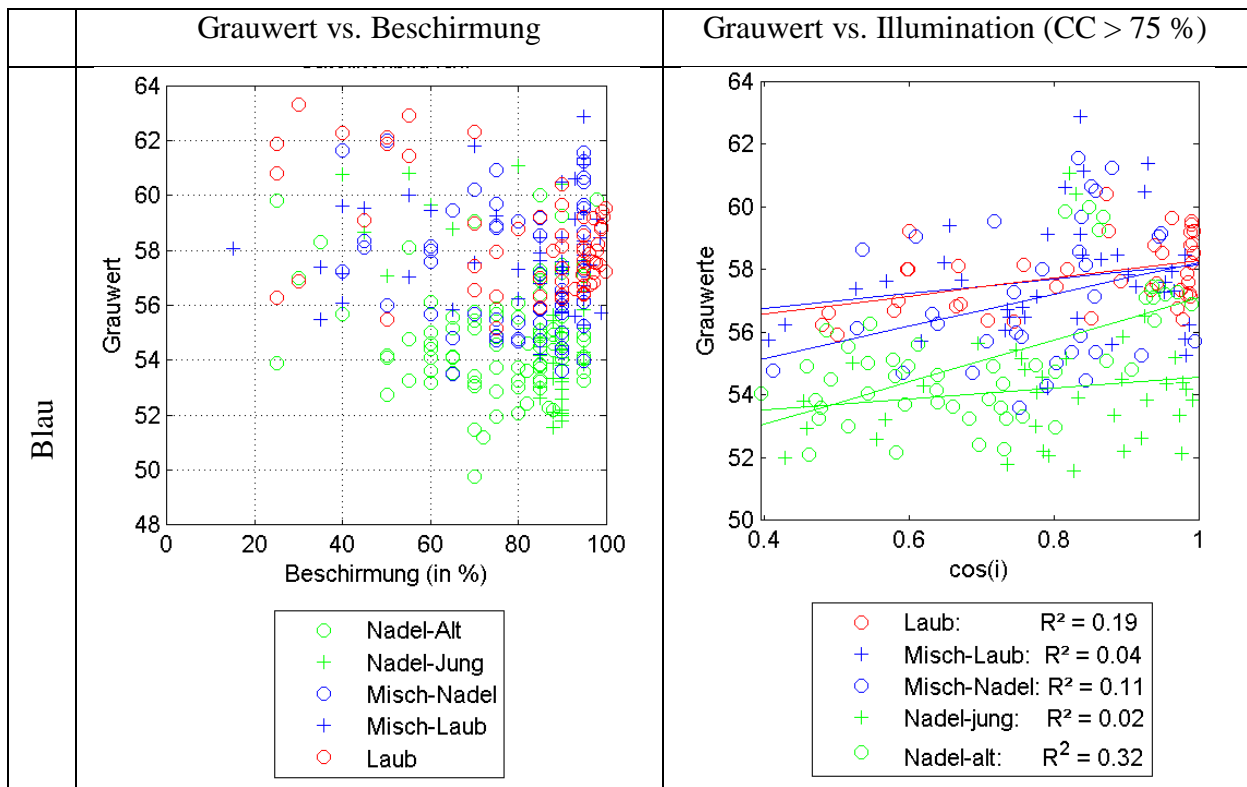 Grauwert vs. Beschirmung
Grauwert vs. Illumination (CC > 75 %)
Blau
64
62
60
58
56
54
52
50
48
Grauwert
0
20
40
60
80
100
Beschirmung (in %)
Nadel-Alt
Nadel-Jung
Misch-Nadel
Misch-Laub
Laub
64
62
60
58
56
54
52
50
Grauwerte
0.4
0.6
0.8
1
cos(i)
Laub: R² = 0.19
Misch-Laub: R² = 0.04
Misch-Nadel: R² = 0.11
Nadel-jung: R² = 0.02
Nadel-alt: R² = 0.32